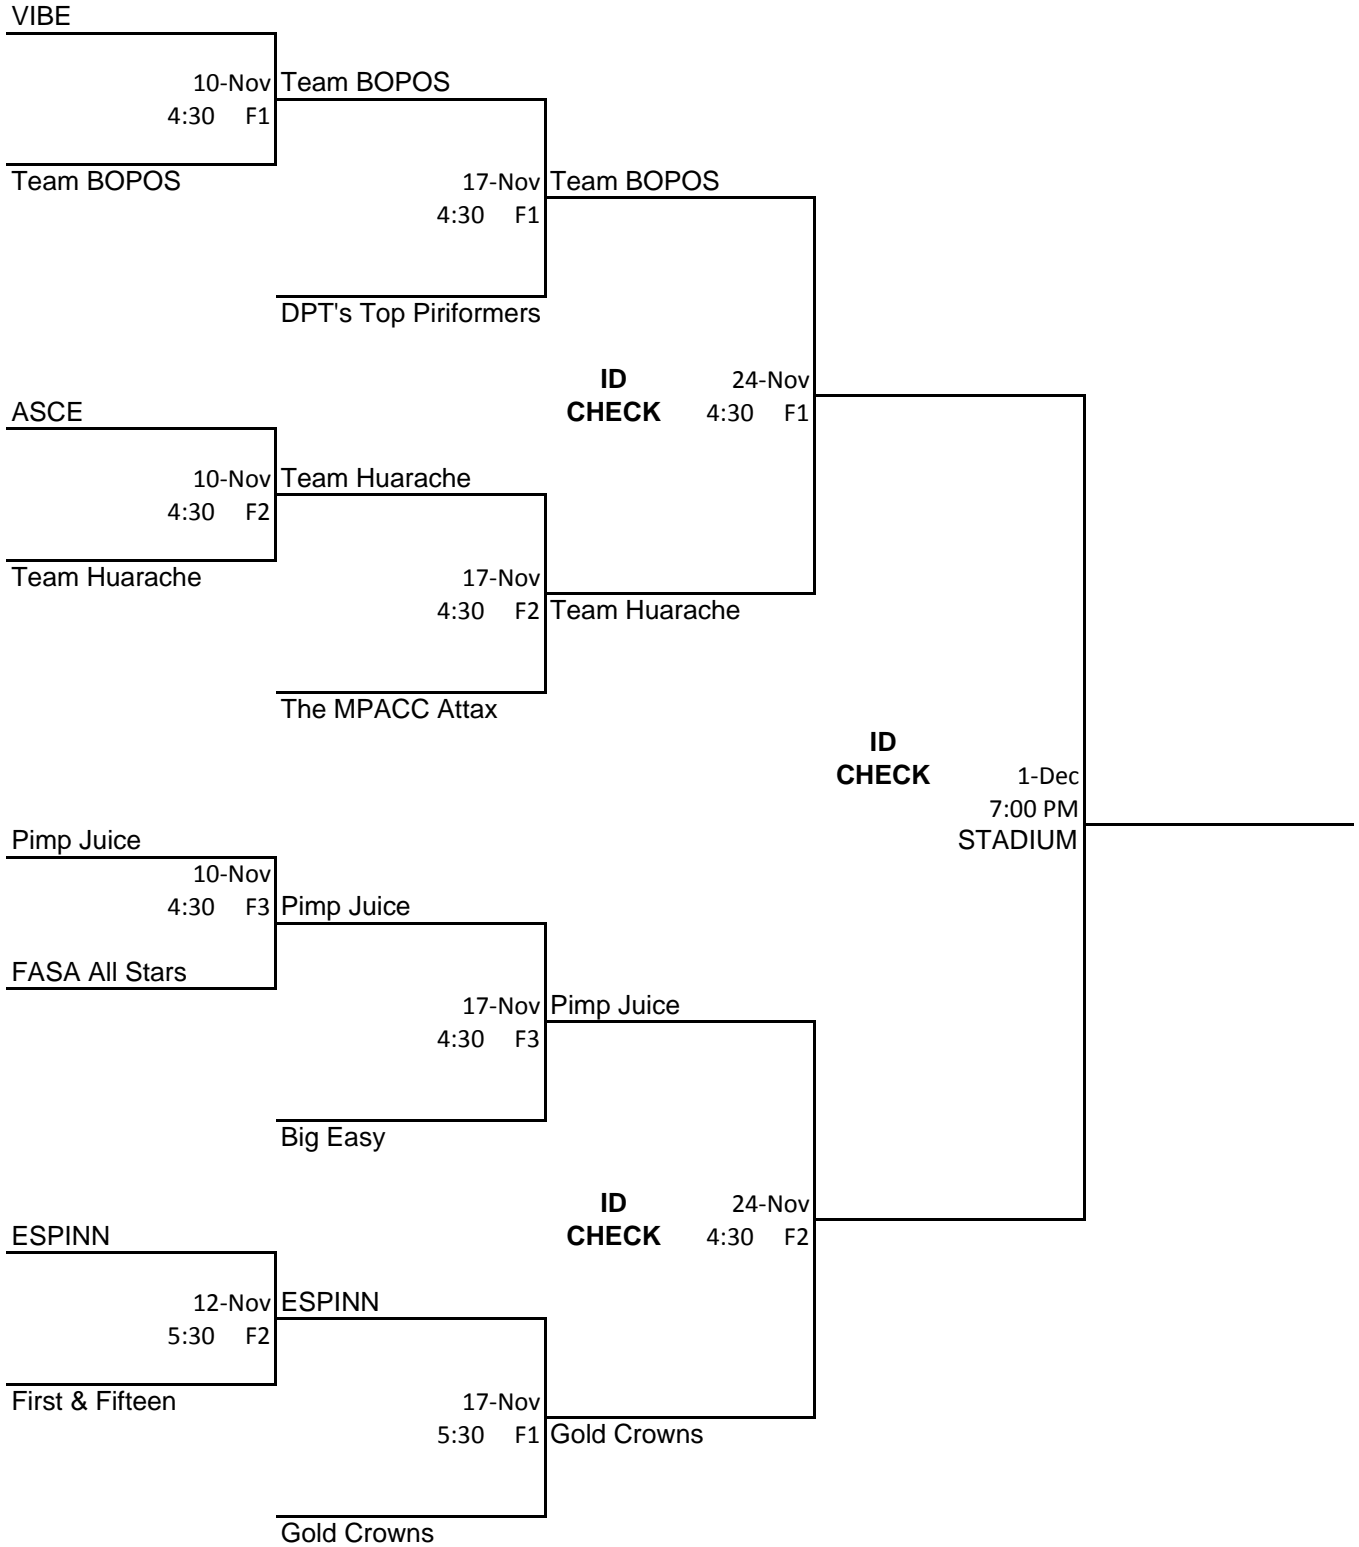 VIBE
10-Nov Team BOPOS
4:30 F1
Team BOPOS
17-Nov Team BOPOS
4:30 F1
DPT's Top Piriformers
ID 24-Nov
CHECK 4:30 F1
ASCE
10-Nov Team Huarache
4:30 F2
Team Huarache
17-Nov
4:30 F2 Team Huarache
The MPACC Attax
ID
CHECK 1-Dec
7:00 PM
STADIUM
Pimp Juice
10-Nov
4:30 F3 Pimp Juice
FASA All Stars
17-Nov Pimp Juice
4:30 F3
Big Easy
ID 24-Nov
CHECK 4:30 F2
ESPINN
12-Nov ESPINN
5:30 F2
First & Fifteen
17-Nov
5:30 F1 Gold Crowns
Gold Crowns